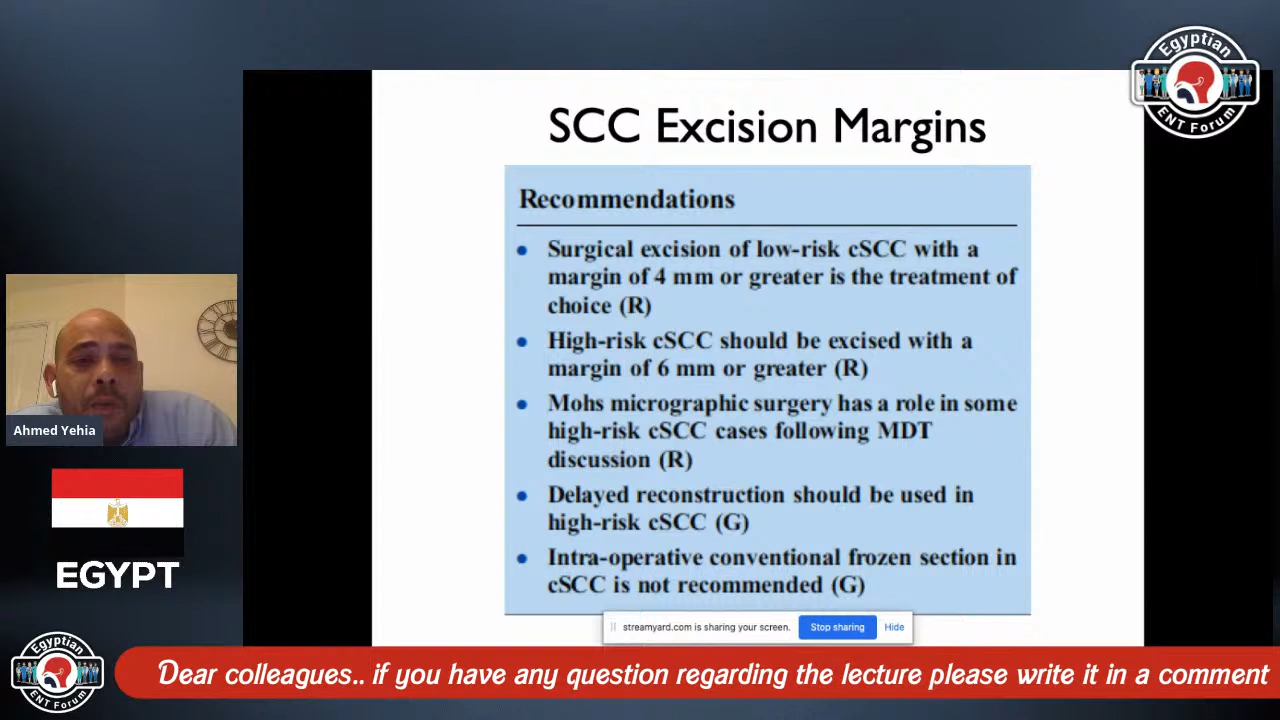 Egyptian
ENT Forum
SCC Excision Margins
Recommendations
• Surgical excision of low-risk cSCC with a
margin of 4 mm or greater is the treatment of
choice (R)
• High-risk cSCC should be excised with a
margin of 6 mm or greater (R)
• Mohs micrographic surgery has a role in some
high-risk cSCC cases following MDT
discussion (R)
• Delayed reconstruction should be used in
high-risk cSCC (G)
• Intra-operative conventional frozen section in
cSCC is not recommended (G)
streamyard.com is sharing your screen. Stop sharing Hide
Ahmed Yehia
EGYPT
Egyptian
ENT Forum
Dear colleagues.. if you have any question regarding the lecture please write it in a comment